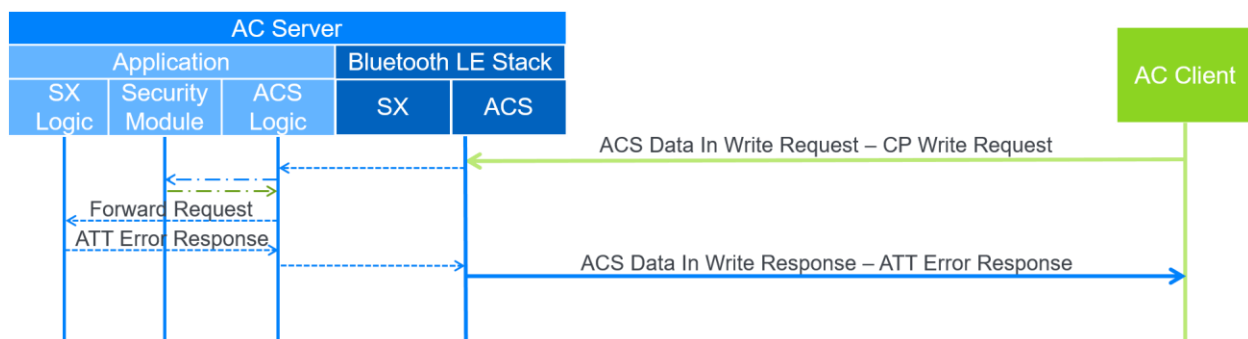 AC Server
Application
Bluetooth LE Stack
AC Client
SX
Logic
Security
Module
ACS
Logic
SX
ACS
ACS Data In Write Request – CP Write Request
Forward Request
ATT Error Response
ACS Data In Write Response – ATT Error Response